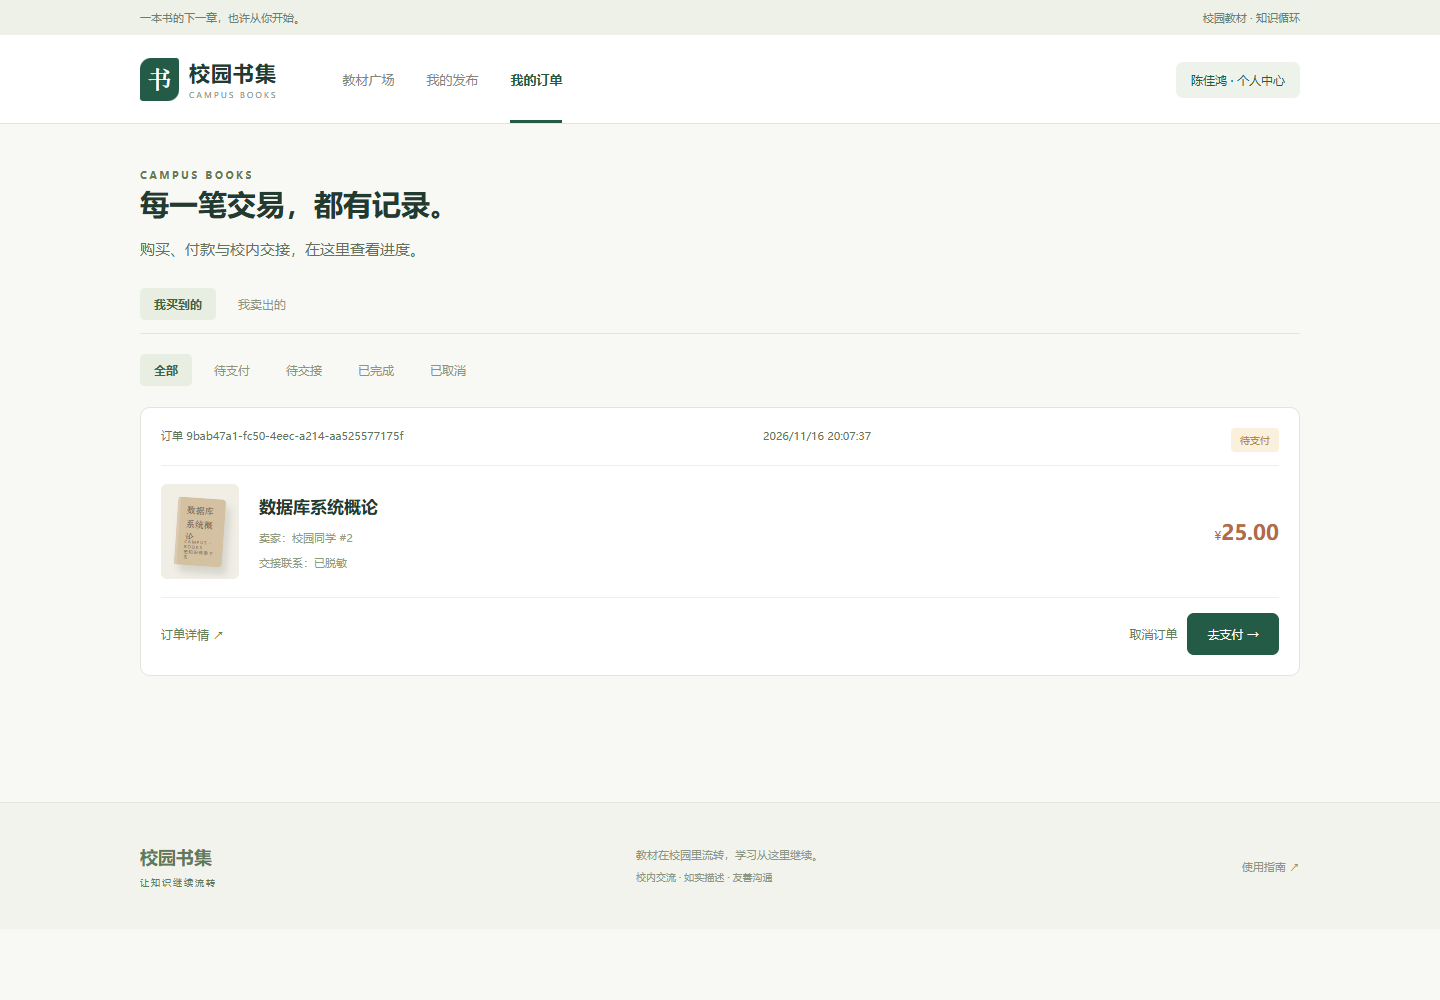 一本书的下一章，也许从你开始。
校园教材 · 知识循环
书
校园书集
CAMPUS BOOKS
教材广场
我的发布
我的订单
陈佳鸿 · 个人中心
CAMPUS BOOKS
每一笔交易，都有记录。
购买、付款与校内交接，在这里查看进度。
我买到的
我卖出的
全部
待支付
待交接
已完成
已取消
订单 9bab47a1-fc50-4eec-a214-aa525577175f
2026/11/16 20:07:37
待支付
数据库
系统概
论
CAMPUS ·
BOOKS
数据库系统概论
卖家：校园同学 #2
交接联系：已脱敏
¥25.00
订单详情 ↗
取消订单
去支付 →
校园书集
让知识继续流转
教材在校园里流转，学习从这里继续。
校内交流 · 如实描述 · 友善沟通
使用指南 ↗